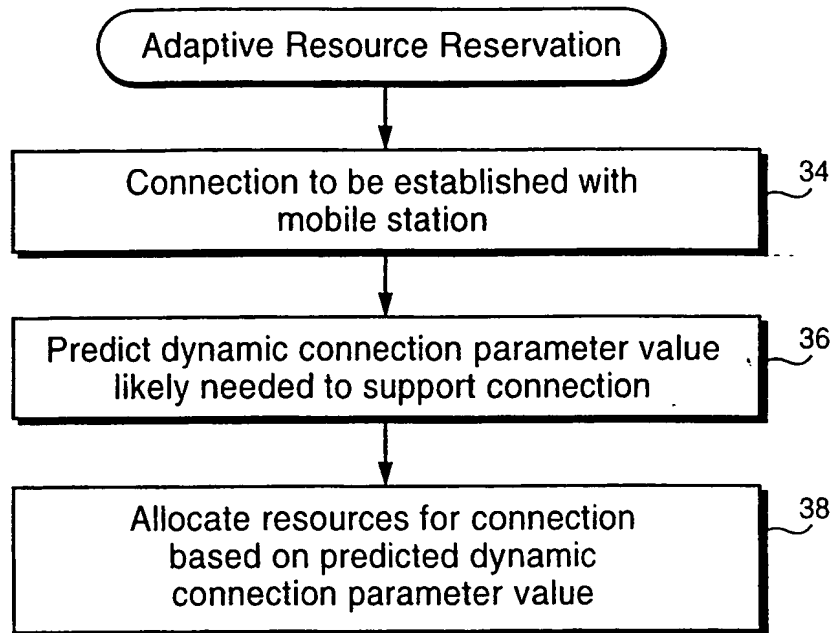 Adaptive Resource Reservation
Connection to be established with
mobile station
34
Predict dynamic connection parameter value
likely needed to support connection
36
Allocate resources for connection
based on predicted dynamic
connection parameter value
38